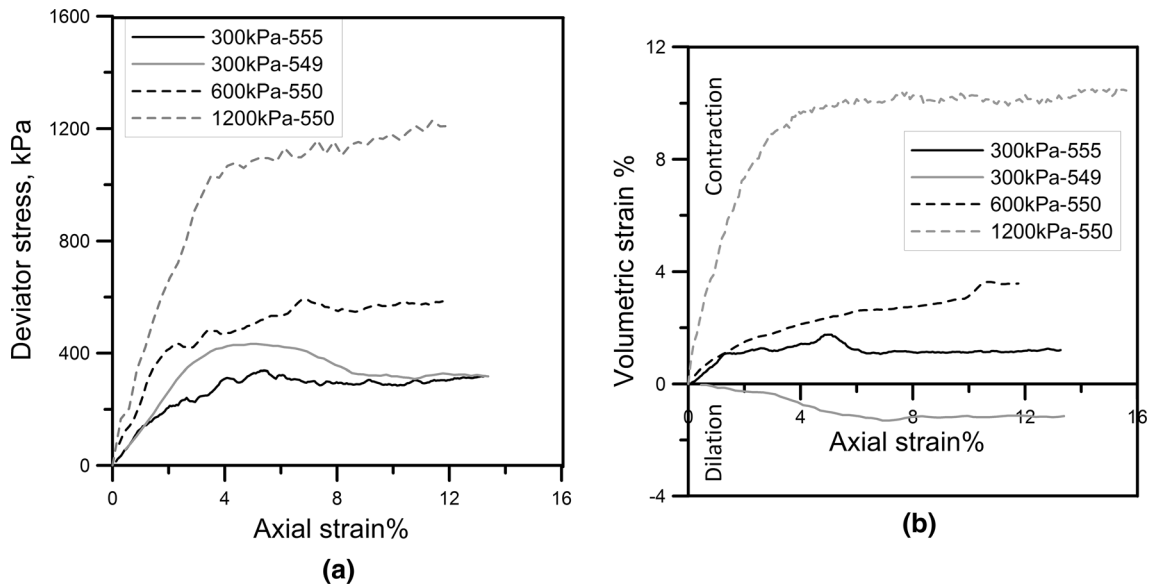 1600
1200
800
400
0
Deviator stress, kPa
300kPa-555
300kPa-549
600kPa-550
1200kPa-550
0 4 8 12 16
Axial strain%
(a)
12
8
4
0
-4
Volumetric strain %
Contraction
Dilation
300kPa-555
300kPa-549
600kPa-550
1200kPa-550
0 4 8 12 16
Axial strain%
(b)